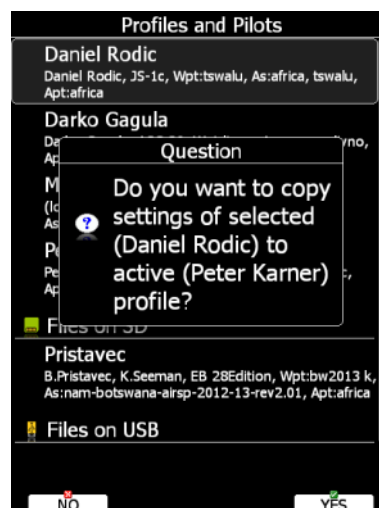 Profiles and Pilots
Daniel Rodic
Daniel Rodic, JS-1c, Wpt:tswalu, As:africa, tswalu,
Apt:africa
Darko Gagula
Question
Do you want to copy
settings of selected
(Daniel Rodic) to
active (Peter Karner)
profile?
Files on SD
Pristavec
B.Pristavec, K.Seeman, EB 28Edition, Wpt:bw2013 k,
As:nam-botswana-airsp-2012-13-rev2.01, Apt:africa
Files on USB
NO YES